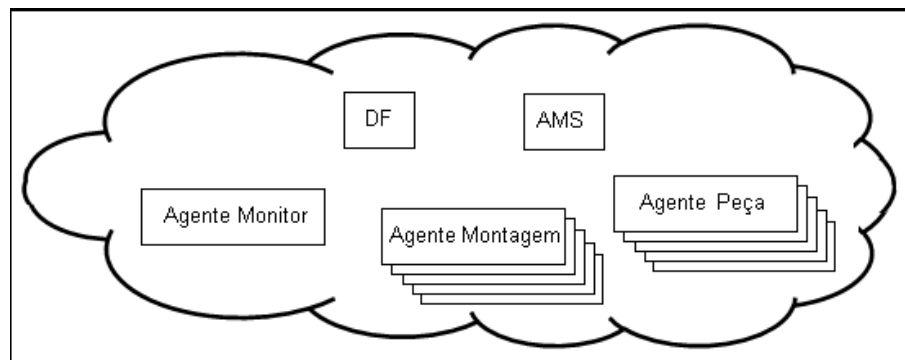 DF
AMS
Agente Monitor
Agente Montagem
Agente Peça